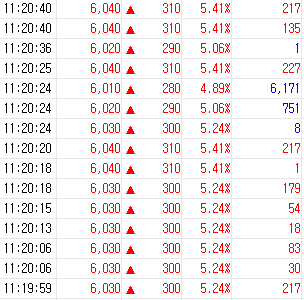 11:20:40 6,040 ▲ 310 5.41% 217
11:20:40 6,040 ▲ 310 5.41% 135
11:20:36 6,020 ▲ 290 5.06% 1
11:20:25 6,040 ▲ 310 5.41% 227
11:20:24 6,010 ▲ 280 4.89% 6,171
11:20:24 6,020 ▲ 290 5.06% 751
11:20:24 6,030 ▲ 300 5.24% 8
11:20:20 6,040 ▲ 310 5.41% 217
11:20:18 6,040 ▲ 310 5.41% 1
11:20:18 6,030 ▲ 300 5.24% 179
11:20:15 6,030 ▲ 300 5.24% 54
11:20:13 6,030 ▲ 300 5.24% 18
11:20:06 6,030 ▲ 300 5.24% 83
11:20:06 6,030 ▲ 300 5.24% 30
11:19:59 6,030 ▲ 300 5.24% 217